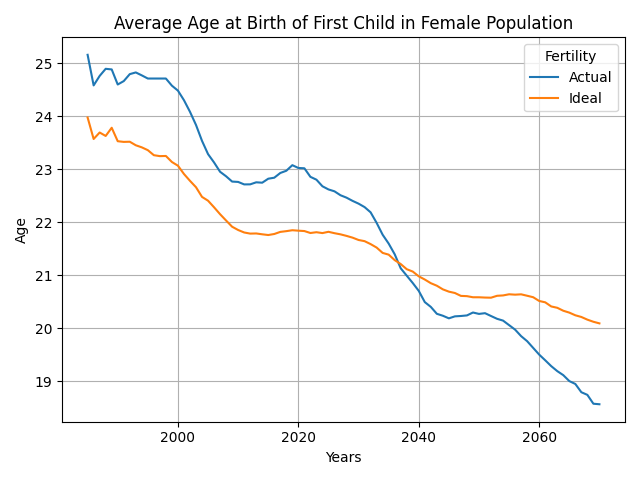 Average Age at Birth of First Child in Female Population
Fertility
Actual
Ideal
Age
25
24
23
22
21
20
19
2000 2020 2040 2060
Years